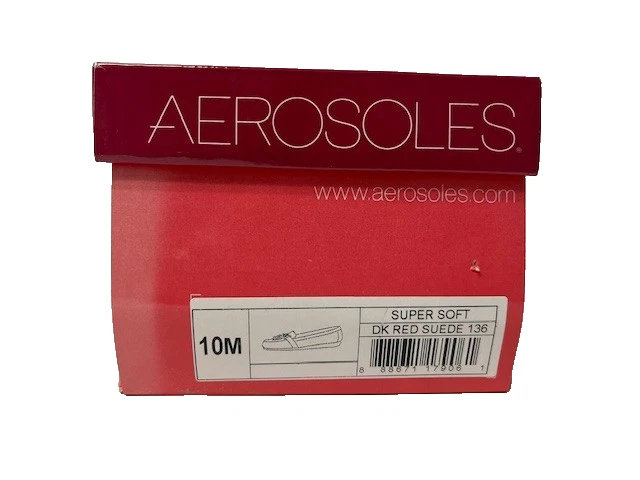 AEROSOLES®
www.aerosoles.com
10M
SUPER SOFT
DK RED SUEDE 136
8 88671 17906 1